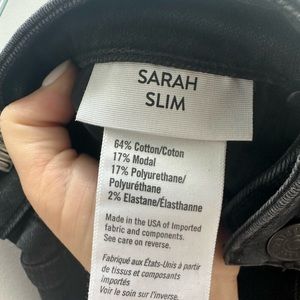 SARAH
SLIM
64% Cotton/Coton
17% Modal
17% Polyurethane/
Polyuréthane
2% Elastane/Élasthanne
Made in the USA of Imported
fabric and components.
See care on reverse.
Fabriqué aux États-Unis à partir
de tissus et composants
importés
Voir le soin sur l'inverse.